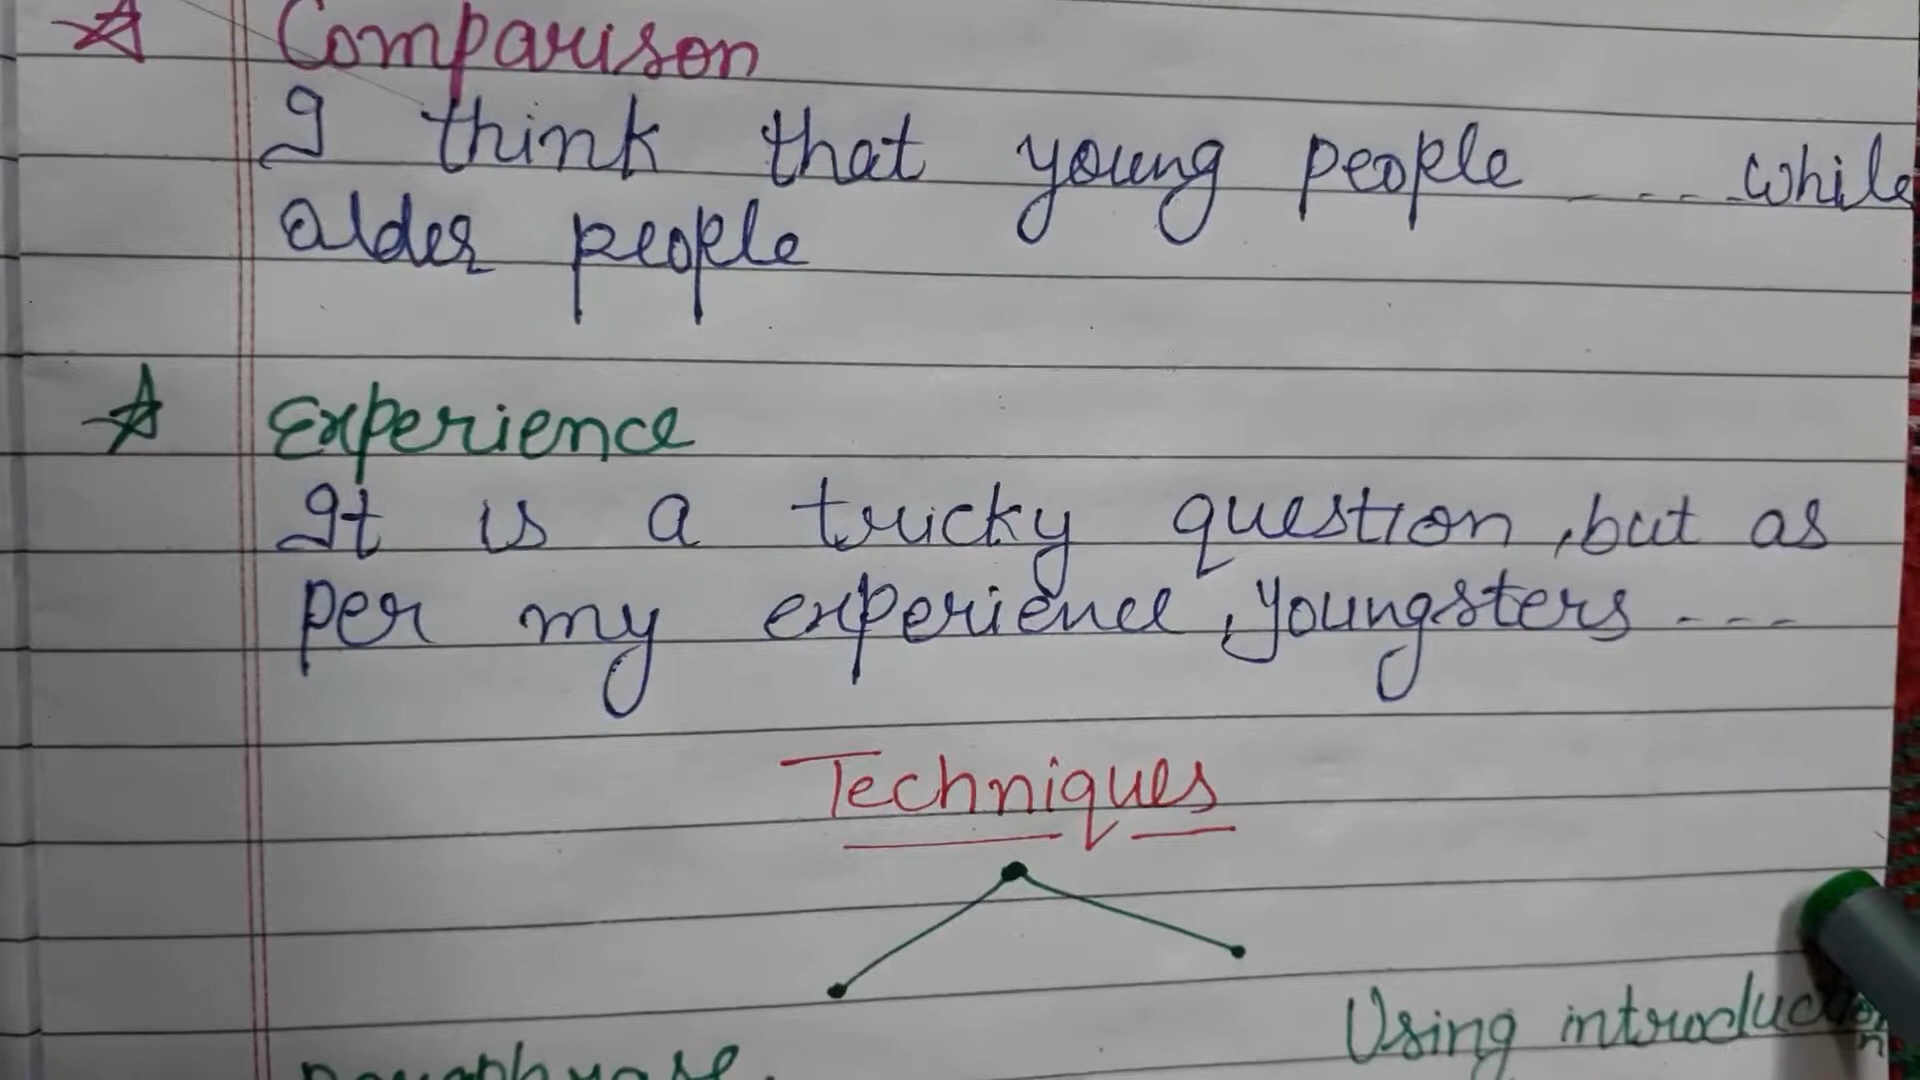 Comparison
I think that young people ---- while
older people
Experience
It is a tricky question, but as
per my experience, youngsters ---
Techniques
Using introduction
paraphrase.